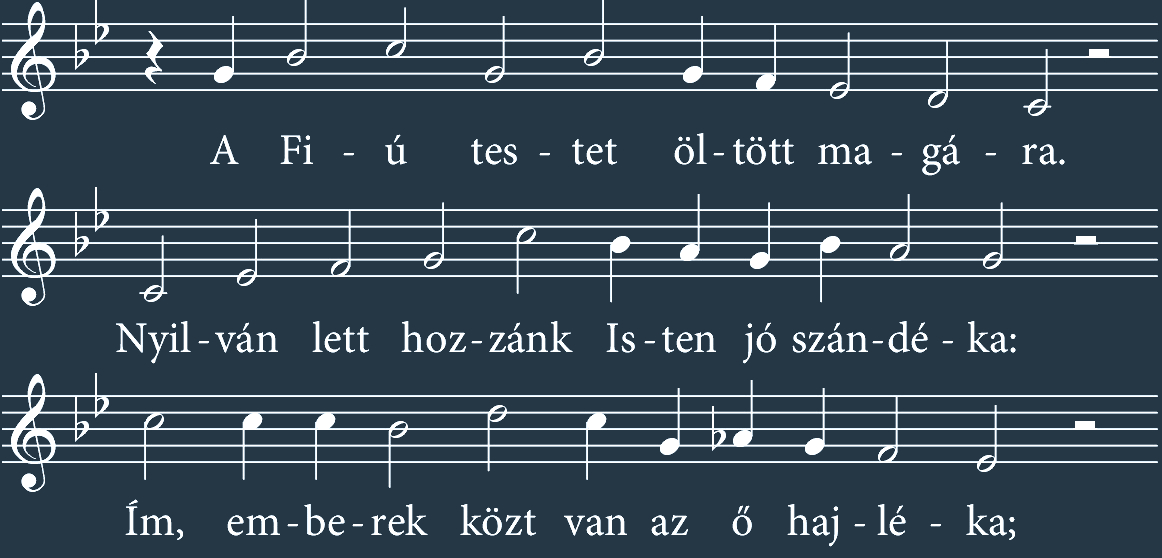 A Fi - ú tes - tet öl - tött ma - gá - ra.
Nyil - ván lett hoz - zánk Is - ten jó szán - dé - ka:
Ím, em - be - rek közt van az ő haj - lé - ka;